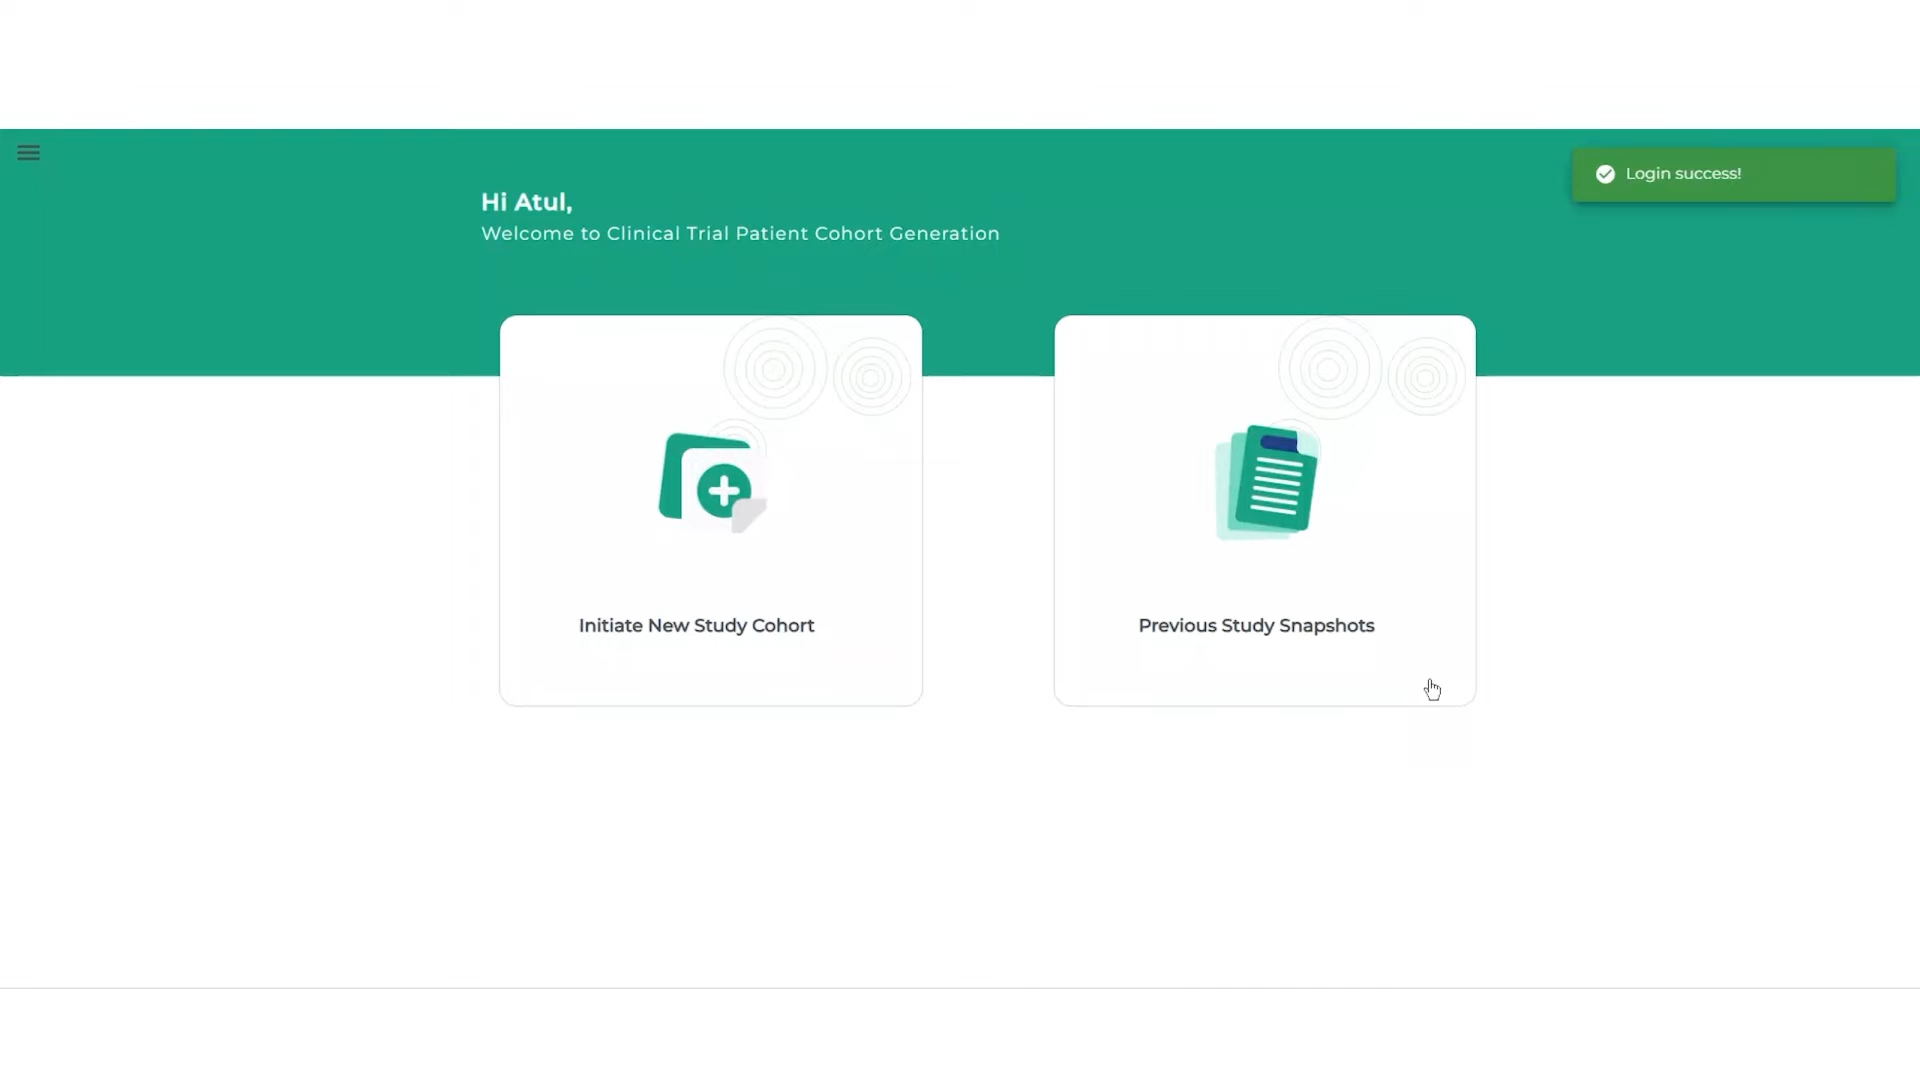 Login success!
Hi Atul,
Welcome to Clinical Trial Patient Cohort Generation
Initiate New Study Cohort
Previous Study Snapshots